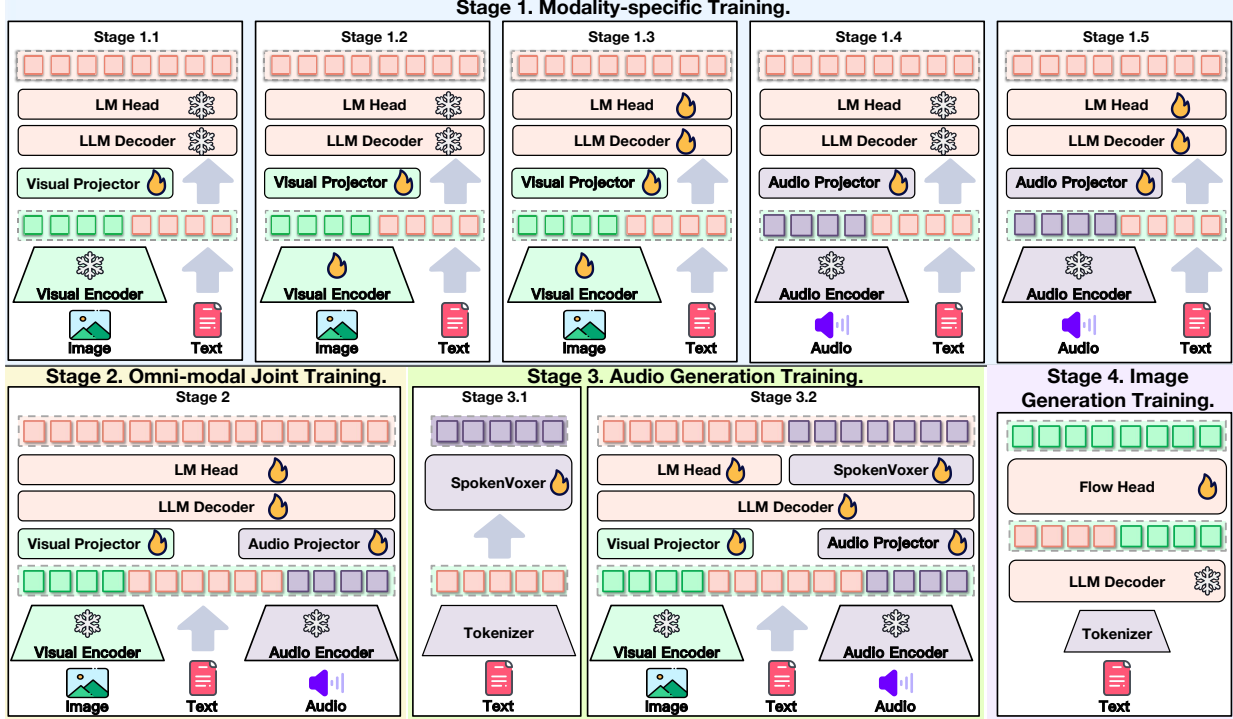 Stage 1. Modality-specific Training.
Stage 1.1
LM Head
LLM Decoder
Visual Projector
Visual Encoder
Image
Text
Stage 1.2
LM Head
LLM Decoder
Visual Projector
Visual Encoder
Image
Text
Stage 1.3
LM Head
LLM Decoder
Visual Projector
Visual Encoder
Image
Text
Stage 1.4
LM Head
LLM Decoder
Audio Projector
Audio Encoder
Audio
Text
Stage 1.5
LM Head
LLM Decoder
Audio Projector
Audio Encoder
Audio
Text
Stage 2. Omni-modal Joint Training.
Stage 2
LM Head
LLM Decoder
Visual Projector
Audio Projector
Visual Encoder
Audio Encoder
Image
Text
Audio
Stage 3. Audio Generation Training.
Stage 3.1
SpokenVoxer
Tokenizer
Text
Stage 3.2
LM Head
SpokenVoxer
LLM Decoder
Visual Projector
Audio Projector
Visual Encoder
Audio Encoder
Image
Text
Audio
Stage 4. Image
Generation Training.
Flow Head
LLM Decoder
Tokenizer
Text